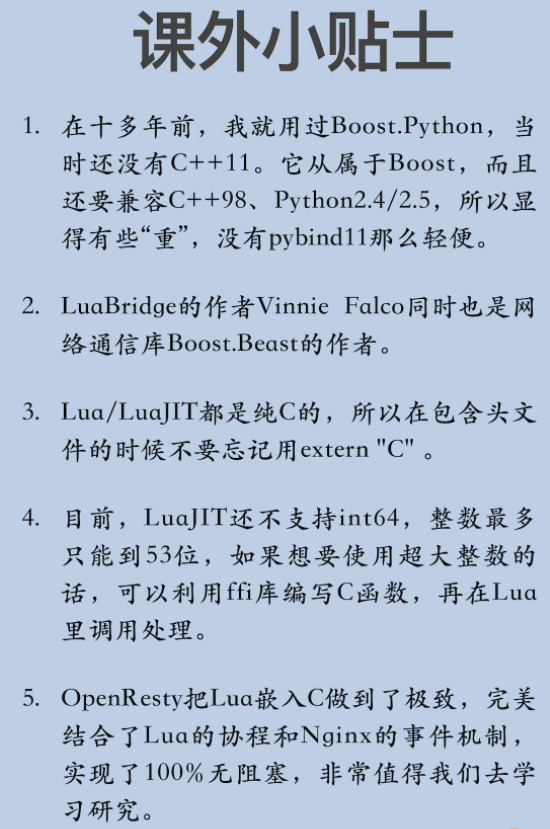 课外小贴士
1. 在十多年前，我就用过Boost.Python，当
时还没有C++11。它从属于Boost，而且
还要兼容C++98、Python2.4/2.5，所以显
得有些“重”，没有pybind11那么轻便。
2. LuaBridge的作者Vinnie Falco同时也是网
络通信库Boost.Beast的作者。
3. Lua/LuaJIT都是纯C的，所以在包含头文
件的时候不要忘记用extern "C" 。
4. 目前，LuaJIT还不支持int64，整数最多
只能到53位，如果想要使用超大整数的
话，可以利用ffi库编写C函数，再在Lua
里调用处理。
5. OpenResty把Lua嵌入C做到了极致，完美
结合了Lua的协程和Nginx的事件机制，
实现了100%无阻塞，非常值得我们去学
习研究。